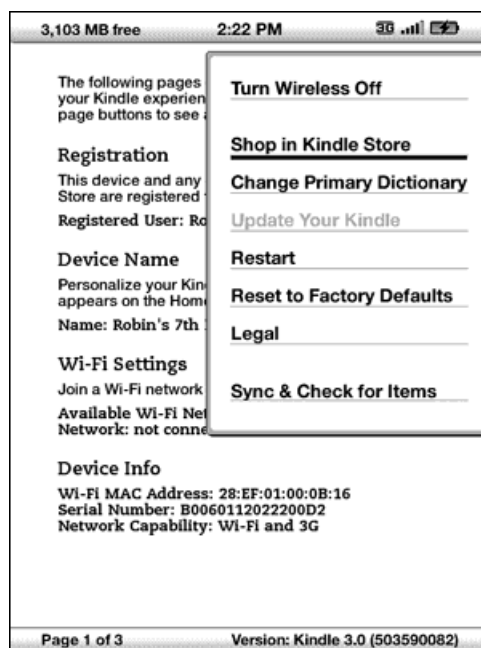 3,103 MB free 2:22 PM 3G
The following pages
your Kindle experien
page buttons to see
Registration
This device and any
Store are registered
Registered User: Ro
Device Name
Personalize your Kin
appears on the Hom
Name: Robin's 7th
Wi-Fi Settings
Join a Wi-Fi network
Available Wi-Fi Net
Network: not conne
Device Info
Wi-Fi MAC Address: 28:EF:01:00:0B:16
Serial Number: B0060112022200D2
Network Capability: Wi-Fi and 3G
Turn Wireless Off
Shop in Kindle Store
Change Primary Dictionary
Update Your Kindle
Restart
Reset to Factory Defaults
Legal
Sync & Check for Items
Page 1 of 3 Version: Kindle 3.0 (503590082)